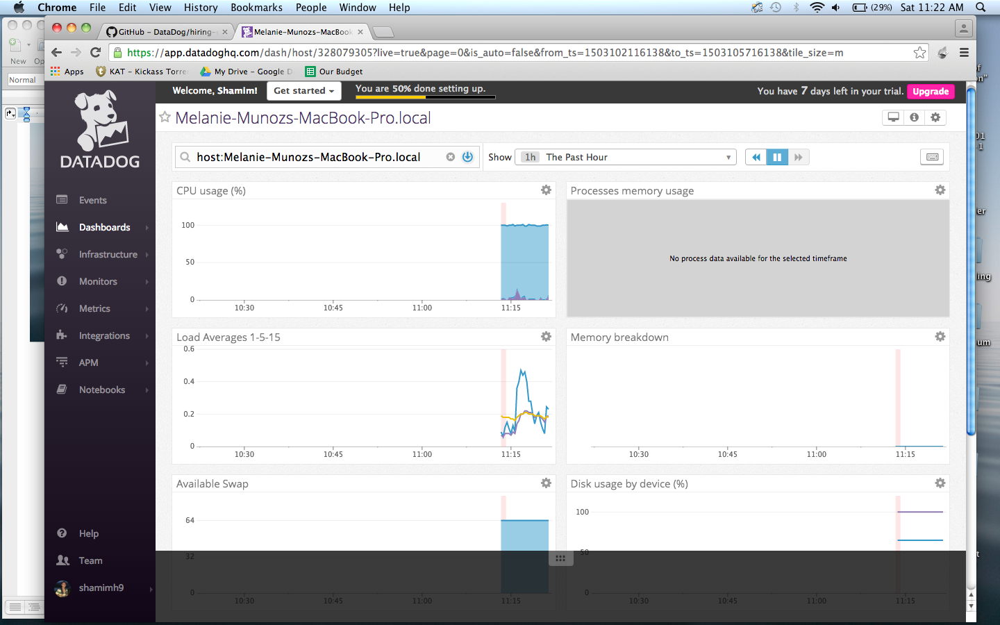 Chrome File Edit View History Bookmarks People Window Help (29%) Sat 11:22 AM
GitHub – DataDog/hiring-
Melanie-Munozs-MacBook
https://app.datadoghq.com/dash/host/328079305?live=true&page=0&is_auto=false&from_ts=1503102116138&to_ts=1503105716138&tile_size=m
Apps KAT – Kickass Torre My Drive – Google D Our Budget
New Op
Normal
Welcome, Shamim! Get started You are 50% done setting up. You have 7 days left in your trial. Upgrade
DATADOG
Events
Dashboards
Infrastructure
Monitors
Metrics
Integrations
APM
Notebooks
Help
Team
shamimh9
Melanie-Munozs-MacBook-Pro.local
host:Melanie-Munozs-MacBook-Pro.local Show 1h The Past Hour
CPU usage (%)
100
50
0
10:30 10:45 11:00 11:15
Processes memory usage
No process data available for the selected timeframe
Load Averages 1-5-15
0.6
0.4
0.2
0
10:30 10:45 11:00 11:15
Memory breakdown
10:30 10:45 11:00 11:15
Available Swap
64
32
0
10:30 10:45 11:00 11:15
Disk usage by device (%)
100
50
0
10:30 10:45 11:00 11:15